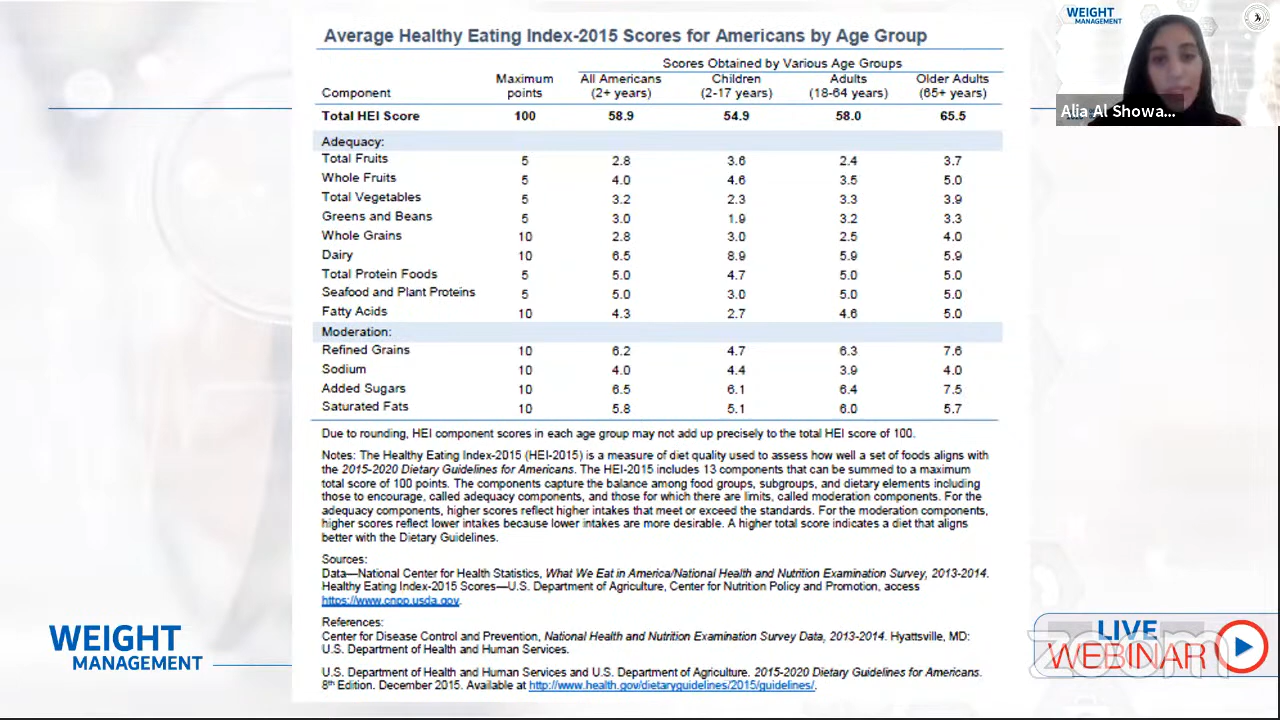 Average Healthy Eating Index-2015 Scores for Americans by Age Group
Scores Obtained by Various Age Groups
Component Maximum points All Americans (2+ years) Children (2-17 years) Adults (18-64 years) Older Adults (65+ years)
Total HEI Score 100 58.9 54.9 58.0 65.5
Adequacy:
Total Fruits 5 2.8 3.6 2.4 3.7
Whole Fruits 5 4.0 4.6 3.5 5.0
Total Vegetables 5 3.2 2.3 3.3 3.9
Greens and Beans 5 3.0 1.9 3.2 3.3
Whole Grains 10 2.8 3.0 2.5 4.0
Dairy 10 6.5 8.9 5.9 5.9
Total Protein Foods 5 5.0 4.7 5.0 5.0
Seafood and Plant Proteins 5 5.0 3.0 5.0 5.0
Fatty Acids 10 4.3 2.7 4.6 5.0
Moderation:
Refined Grains 10 6.2 4.7 6.3 7.6
Sodium 10 4.0 4.4 3.9 4.0
Added Sugars 10 6.5 6.1 6.4 7.5
Saturated Fats 10 5.8 5.1 6.0 5.7
Due to rounding, HEI component scores in each age group may not add up precisely to the total HEI score of 100.
Notes: The Healthy Eating Index-2015 (HEI-2015) is a measure of diet quality used to assess how well a set of foods aligns with
the 2015-2020 Dietary Guidelines for Americans. The HEI-2015 includes 13 components that can be summed to a maximum
total score of 100 points. The components capture the balance among food groups, subgroups, and dietary elements including
those to encourage, called adequacy components, and those for which there are limits, called moderation components. For the
adequacy components, higher scores reflect higher intakes that meet or exceed the standards. For the moderation components,
higher scores reflect lower intakes because lower intakes are more desirable. A higher total score indicates a diet that aligns
better with the Dietary Guidelines.
Sources:
Data—National Center for Health Statistics, What We Eat in America/National Health and Nutrition Examination Survey, 2013-2014.
Healthy Eating Index-2015 Scores—U.S. Department of Agriculture, Center for Nutrition Policy and Promotion, access
https://www.cnpp.usda.gov.
References:
Center for Disease Control and Prevention, National Health and Nutrition Examination Survey Data, 2013-2014. Hyattsville, MD:
U.S. Department of Health and Human Services.
U.S. Department of Health and Human Services and U.S. Department of Agriculture. 2015-2020 Dietary Guidelines for Americans.
8th Edition. December 2015. Available at http://www.health.gov/dietaryguidelines/2015/guidelines/.
WEIGHT
MANAGEMENT
Alia Al Showa...
WEIGHT
MANAGEMENT
LIVE
WEBINAR
zoom